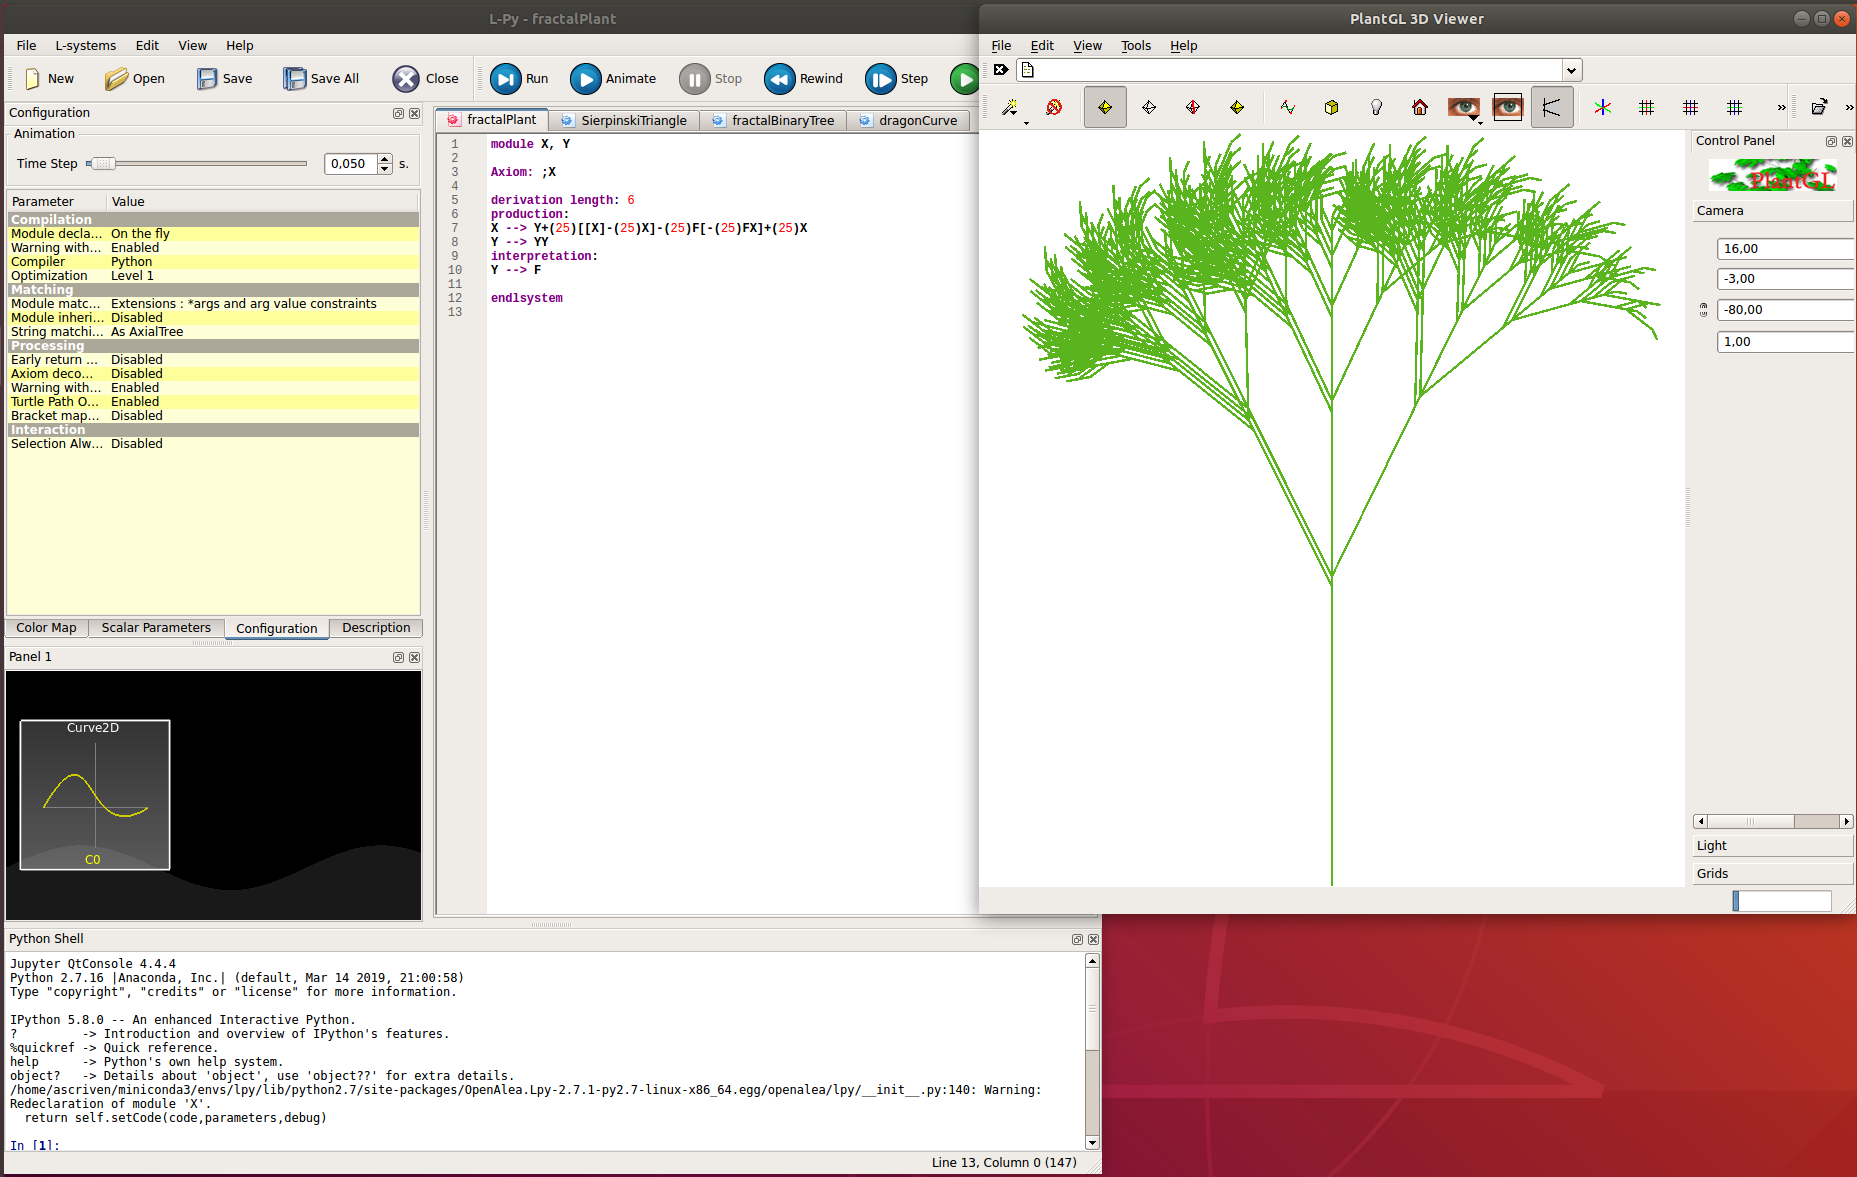 L-Py - fractalPlant
File L-systems Edit View Help
New Open Save Save All Close Run Animate Stop Rewind Step
Configuration
Animation
Time Step 0,050 s.
Parameter Value
Compilation
Module decla... On the fly
Warning with... Enabled
Compiler Python
Optimization Level 1
Matching
Module matc... Extensions : *args and arg value constraints
Module inheri... Disabled
String matchi... As AxialTree
Processing
Early return ... Disabled
Axiom deco... Disabled
Warning with... Enabled
Turtle Path O... Enabled
Bracket map... Disabled
Interaction
Selection Alw... Disabled
Color Map Scalar Parameters Configuration Description
Panel 1
Curve2D
C0
fractalPlant SierpinskiTriangle fractalBinaryTree dragonCurve
1 module X, Y
2
3 Axiom: ;X
4
5 derivation length: 6
6 production:
7 X --> Y+(25)[[X]-(25)X]-(25)F[-(25)FX]+(25)X
8 Y --> YY
9 interpretation:
10 Y --> F
11
12 endlsystem
13
Python Shell
Jupyter QtConsole 4.4.4
Python 2.7.16 |Anaconda, Inc.| (default, Mar 14 2019, 21:00:58)
Type "copyright", "credits" or "license" for more information.
IPython 5.8.0 -- An enhanced Interactive Python.
? -> Introduction and overview of IPython's features.
%quickref -> Quick reference.
help -> Python's own help system.
object? -> Details about 'object', use 'object??' for extra details.
/home/ascriven/miniconda3/envs/lpy/lib/python2.7/site-packages/OpenAlea.Lpy-2.7.1-py2.7-linux-x86_64.egg/openalea/lpy/__init__.py:140: Warning:
Redeclaration of module 'X'.
return self.setCode(code,parameters,debug)
In [1]:
Line 13, Column 0 (147)
PlantGL 3D Viewer
File Edit View Tools Help
Control Panel
PlantGL
Camera
16,00
-3,00
-80,00
1,00
Light
Grids